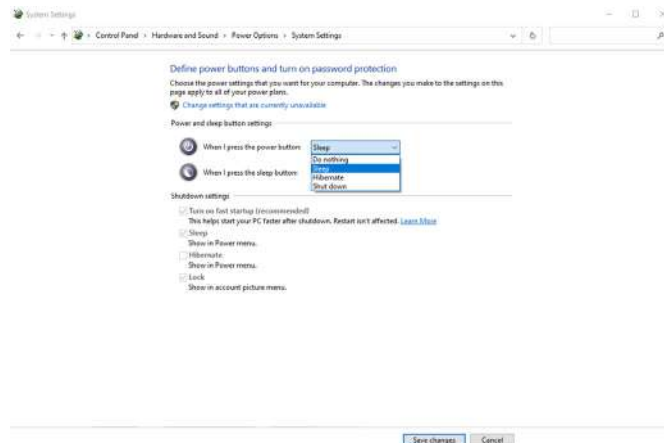 System Settings
Control Panel > Hardware and Sound > Power Options > System Settings
Define power buttons and turn on password protection
Choose the power settings that you want for your computer. The changes you make to the settings on this
page apply to all of your power plans.
Change settings that are currently unavailable
Power and sleep button settings
When I press the power button: Sleep
Do nothing
Sleep
Hibernate
When I press the sleep button:
Shut down
Shutdown settings
Turn on fast startup (recommended)
This helps start your PC faster after shutdown. Restart isn't affected. Learn More
Sleep
Show in Power menu.
Hibernate
Show in Power menu.
Lock
Show in account picture menu.
Save changes Cancel